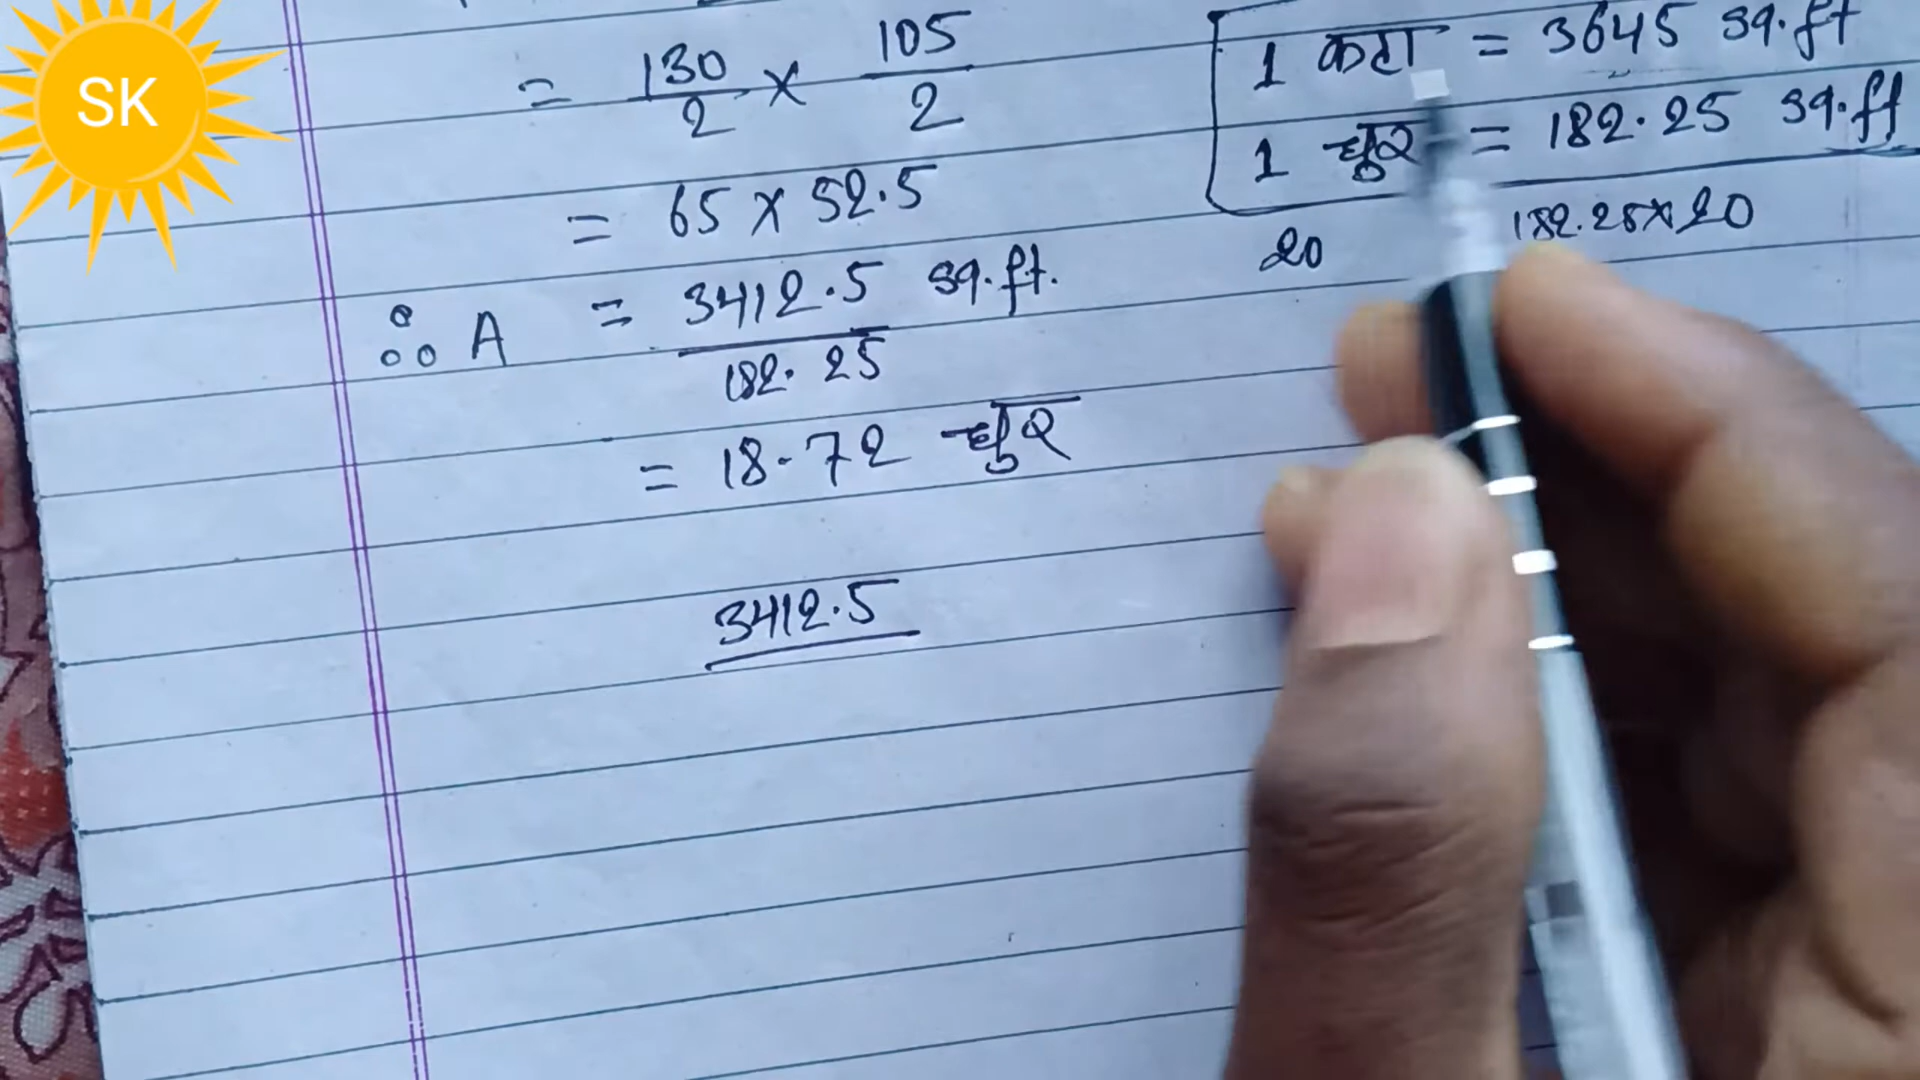 SK
= 130/2 × 105/2
= 65 × 52.5
∴ A = 3412.5 sq.ft. / 182.25
= 18.72 धुर
3412.5
1 कठा = 3645 sq.ft
1 धुर = 182.25 sq.ft
20 182.25×20